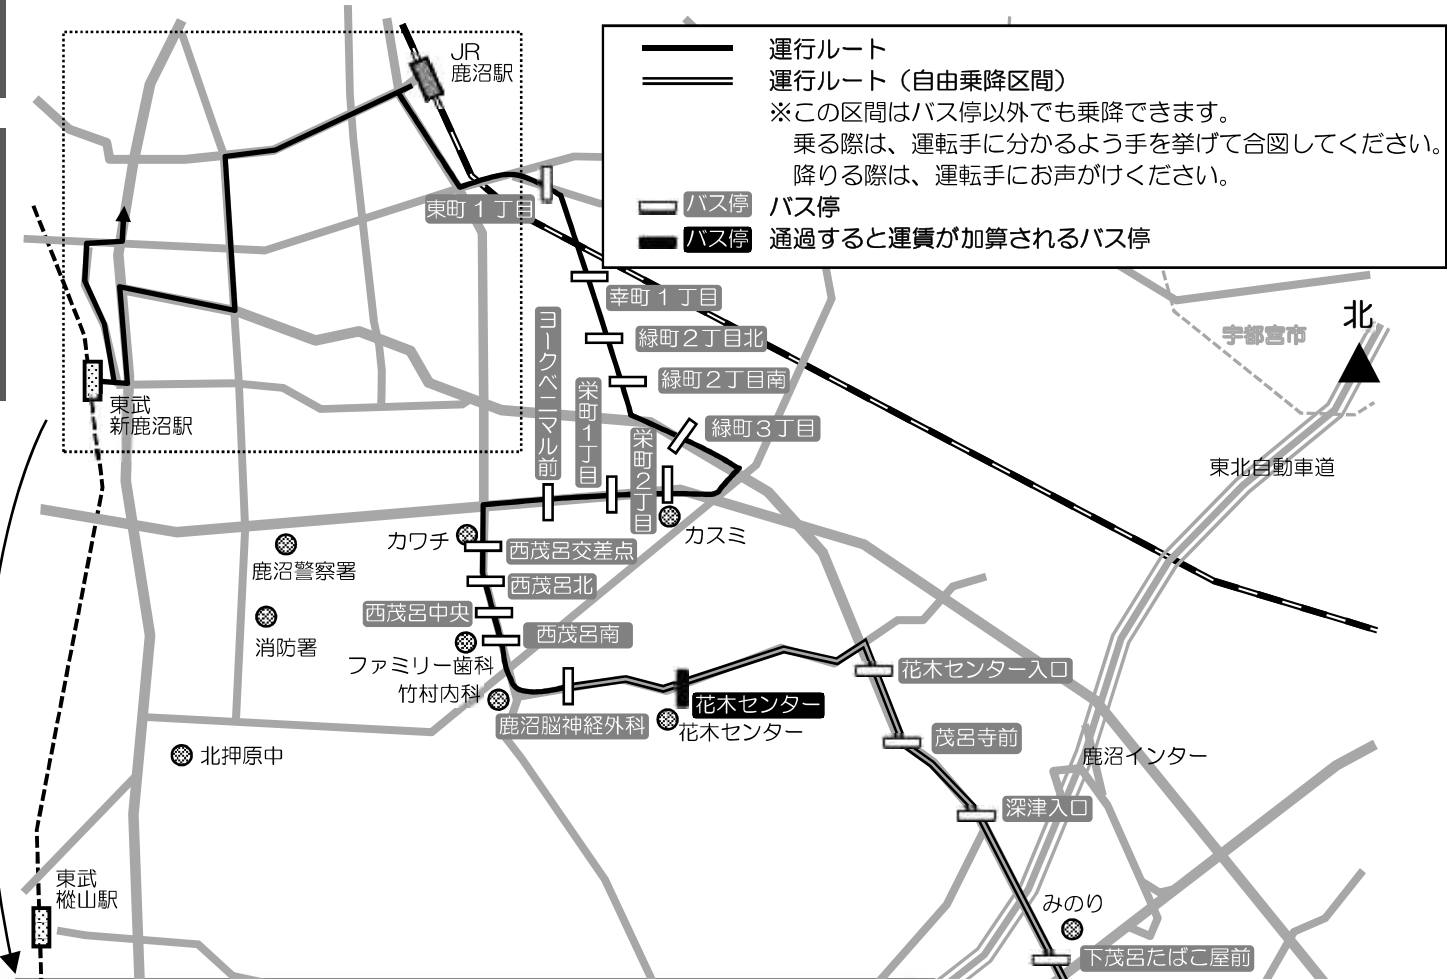 JR
鹿沼駅
運行ルート
運行ルート（自由乗降区間）
※この区間はバス停以外でも乗降できます。
乗る際は、運転手に分かるよう手を挙げて合図してください。
降りる際は、運転手にお声がけください。
バス停 バス停
バス停 通過すると運賃が加算されるバス停
東町１丁目
幸町１丁目
緑町２丁目北
緑町２丁目南
緑町３丁目
ヨークベニマル前
栄町１丁目
栄町２丁目
北
宇都宮市
東北自動車道
東武
新鹿沼駅
カワチ
カスミ
鹿沼警察署
西茂呂交差点
西茂呂北
西茂呂中央
西茂呂南
消防署
ファミリー歯科
竹村内科
鹿沼脳神経外科
花木センター
花木センター
花木センター入口
茂呂寺前
鹿沼インター
北押原中
深津入口
東武
樅山駅
みのり
下茂呂たばこ屋前